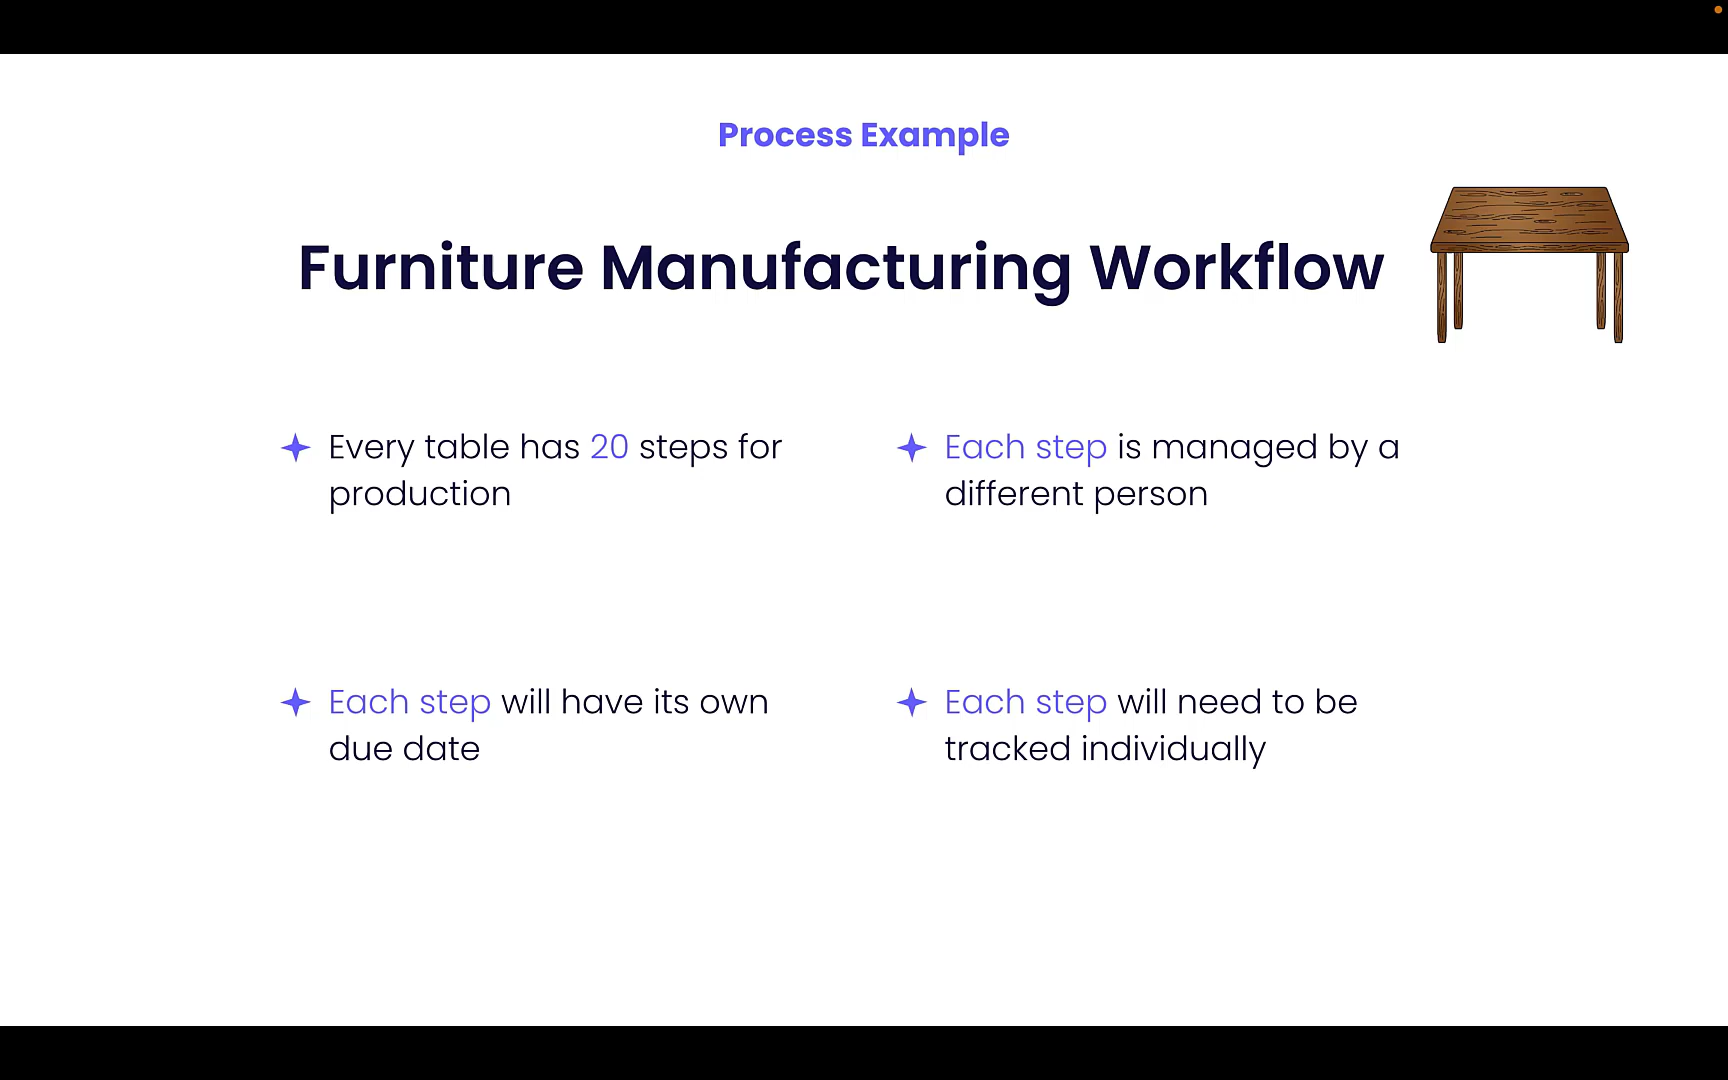 Process Example
Furniture Manufacturing Workflow
Every table has 20 steps for
production
Each step is managed by a
different person
Each step will have its own
due date
Each step will need to be
tracked individually